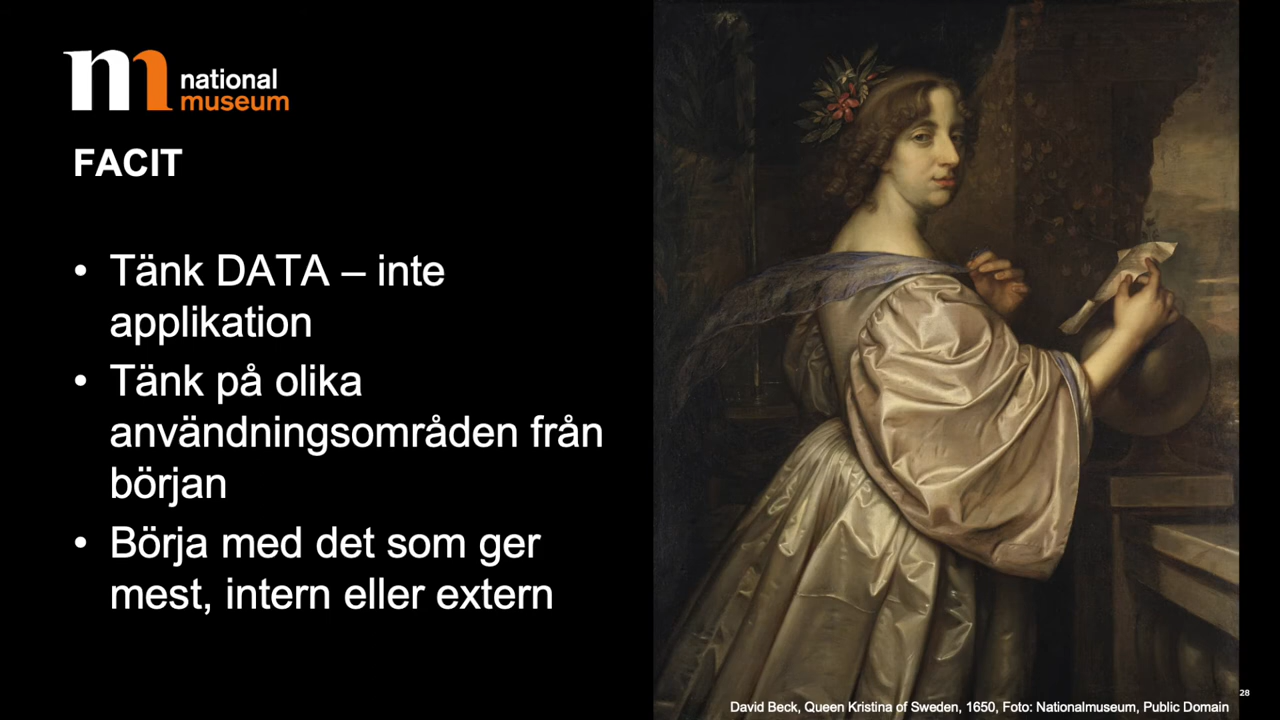 national
museum
FACIT
• Tänk DATA – inte
applikation
• Tänk på olika
användningsområden från
början
• Börja med det som ger
mest, intern eller extern
28
David Beck, Queen Kristina of Sweden, 1650, Foto: Nationalmuseum, Public Domain